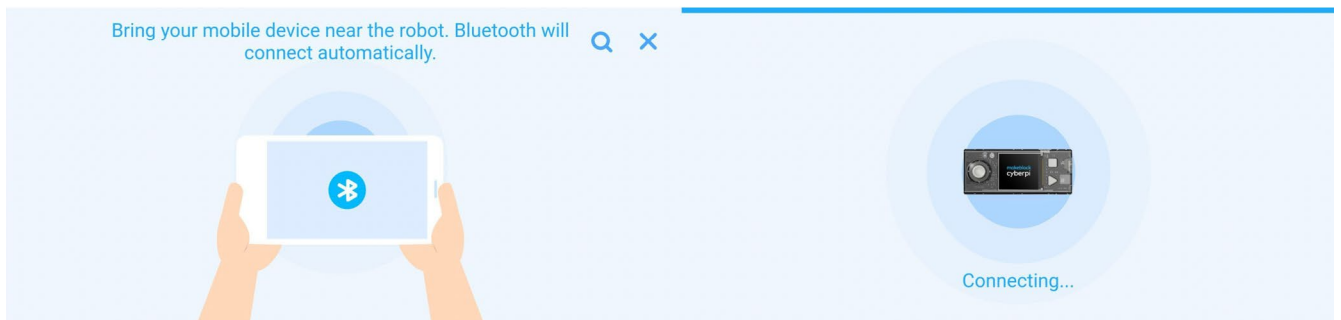 Bring your mobile device near the robot. Bluetooth will
connect automatically.
makeblock
cyberpi
Connecting...